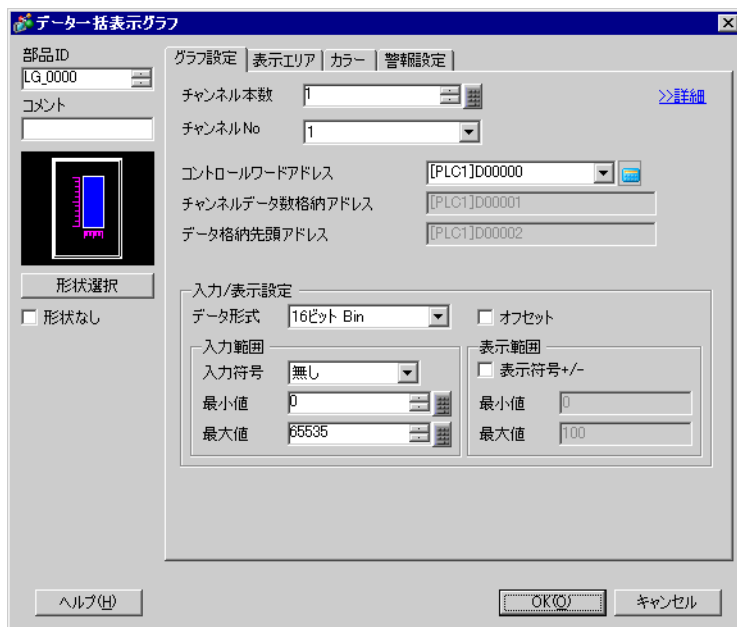 データ一括表示グラフ
部品ID
LG_0000
コメント
形状選択
形状なし
グラフ設定 表示エリア カラー 警報設定
チャンネル本数 1 >>詳細
チャンネルNo 1
コントロールワードアドレス [PLC1]D00000
チャンネルデータ数格納アドレス [PLC1]D00001
データ格納先頭アドレス [PLC1]D00002
入力/表示設定
データ形式 16ビット Bin オフセット
入力範囲
入力符号 無し
最小値 0
最大値 65535
表示範囲
表示符号+/-
最小値 0
最大値 100
ヘルプ(H) OK(O) キャンセル